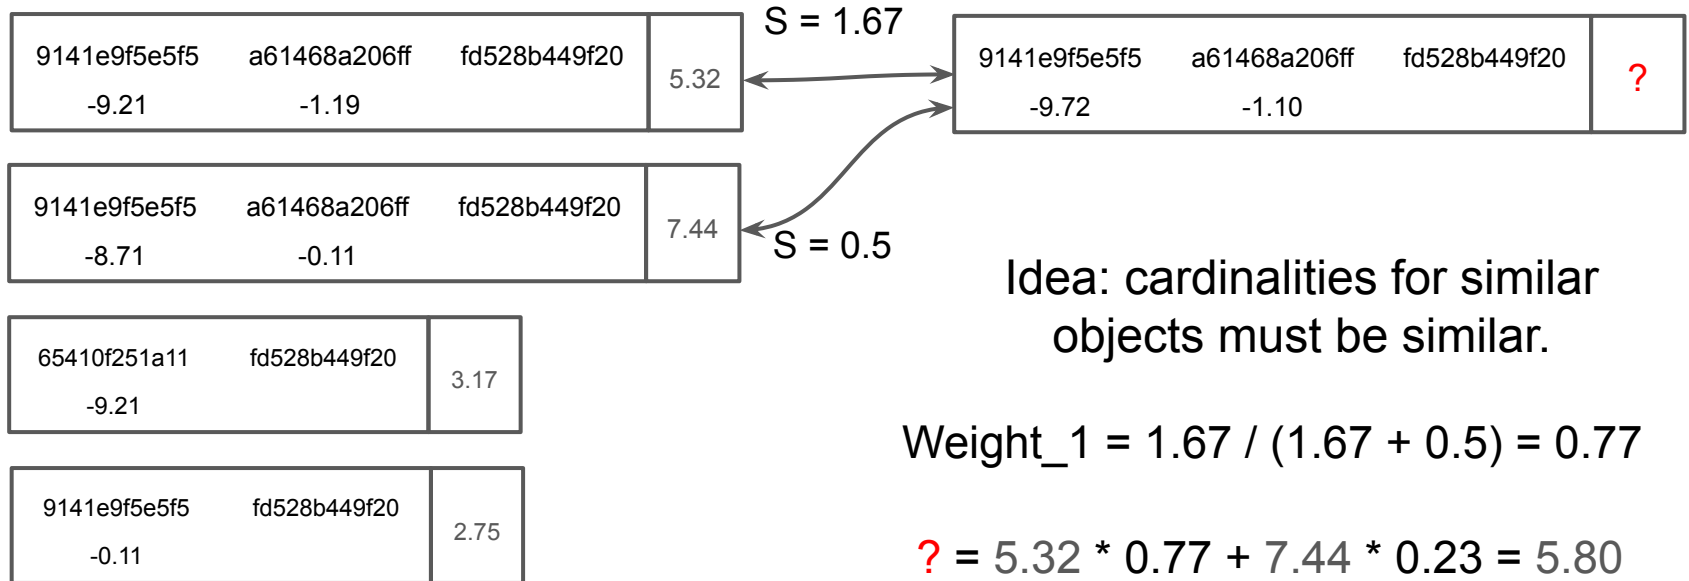 S = 1.67
9141e9f5e5f5 a61468a206ff fd528b449f20
-9.21 -1.19
5.32
9141e9f5e5f5 a61468a206ff fd528b449f20
-9.72 -1.10
?
9141e9f5e5f5 a61468a206ff fd528b449f20
-8.71 -0.11
7.44
S = 0.5
65410f251a11 fd528b449f20
-9.21
3.17
9141e9f5e5f5 fd528b449f20
-0.11
2.75
Idea: cardinalities for similar
objects must be similar.
Weight_1 = 1.67 / (1.67 + 0.5) = 0.77
? = 5.32 * 0.77 + 7.44 * 0.23 = 5.80